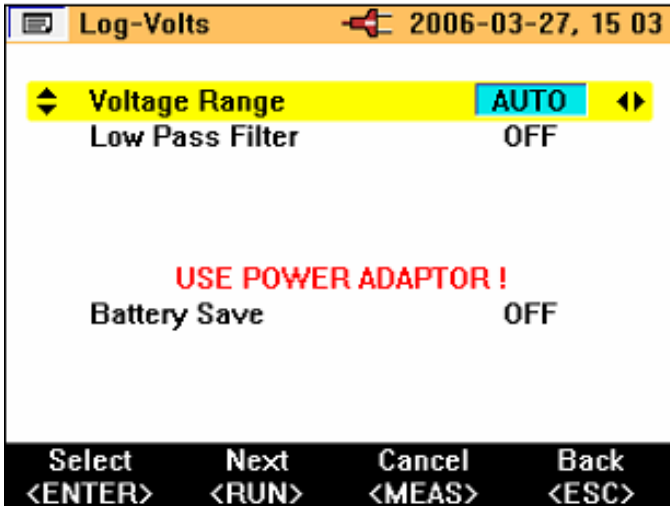 Log-Volts 2006-03-27, 15 03
Voltage Range AUTO
Low Pass Filter OFF
USE POWER ADAPTOR !
Battery Save OFF
Select Next Cancel Back
<ENTER> <RUN> <MEAS> <ESC>